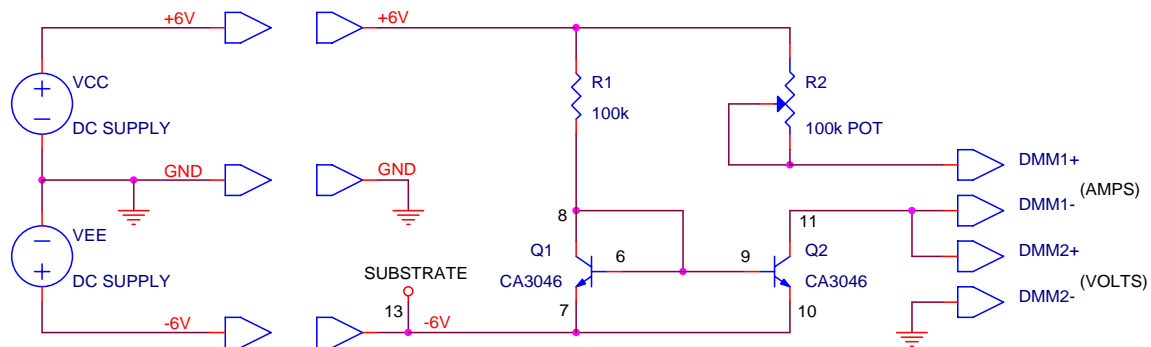 +6V
+6V
VCC
+
−
DC SUPPLY
R1
100k
R2
100k POT
GND
GND
DMM1+
(AMPS)
DMM1-
8
11
VEE
−
+
DC SUPPLY
Q1
6
9
Q2
DMM2+
SUBSTRATE
CA3046
CA3046
(VOLTS)
DMM2-
13
7
10
-6V
-6V